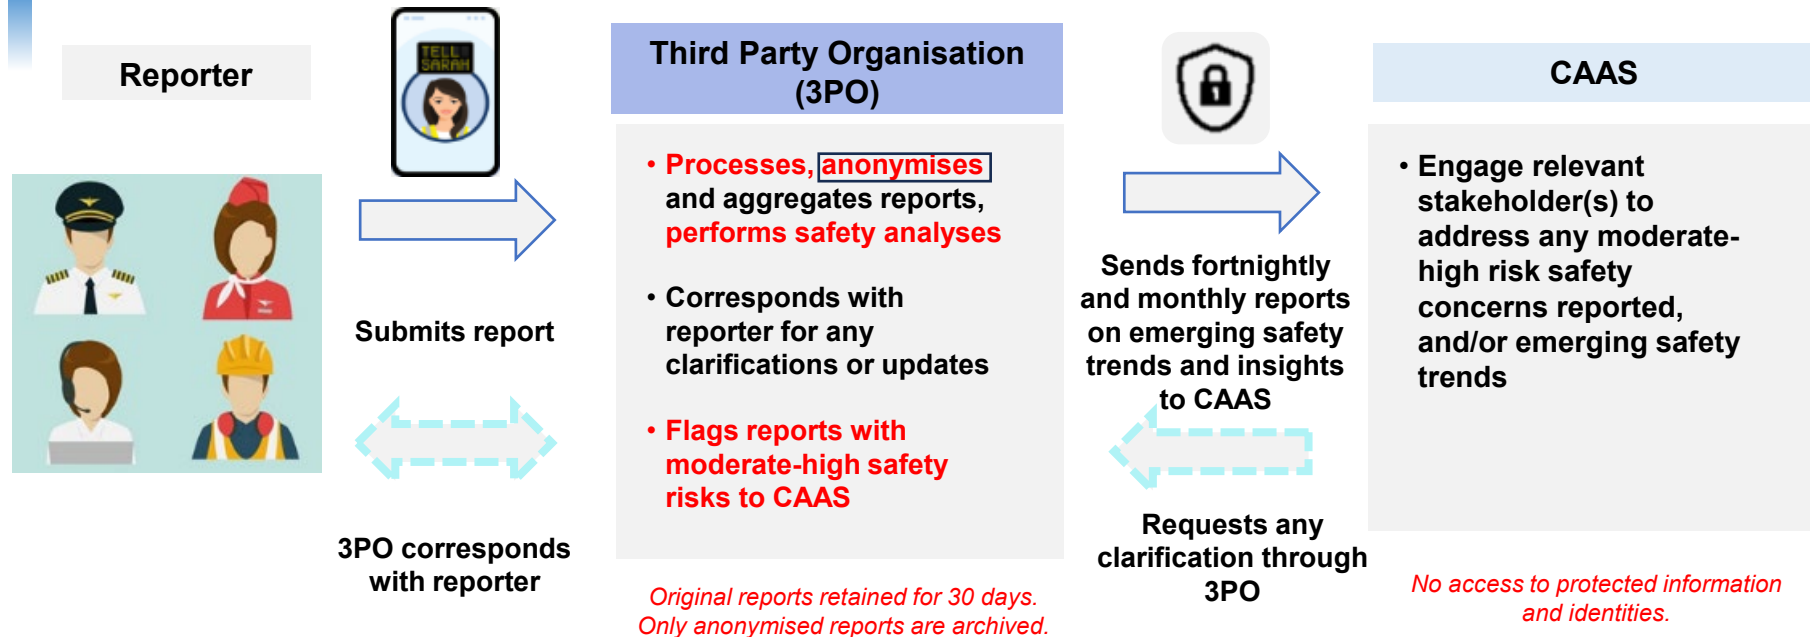 Reporter
TELL
SARAH
Submits report
3PO corresponds
with reporter
Third Party Organisation
(3PO)
• Processes, anonymises
and aggregates reports,
performs safety analyses
• Corresponds with
reporter for any
clarifications or updates
• Flags reports with
moderate-high safety
risks to CAAS
Original reports retained for 30 days.
Only anonymised reports are archived.
Sends fortnightly
and monthly reports
on emerging safety
trends and insights
to CAAS
Requests any
clarification through
3PO
CAAS
• Engage relevant
stakeholder(s) to
address any moderate-
high risk safety
concerns reported,
and/or emerging safety
trends
No access to protected information
and identities.